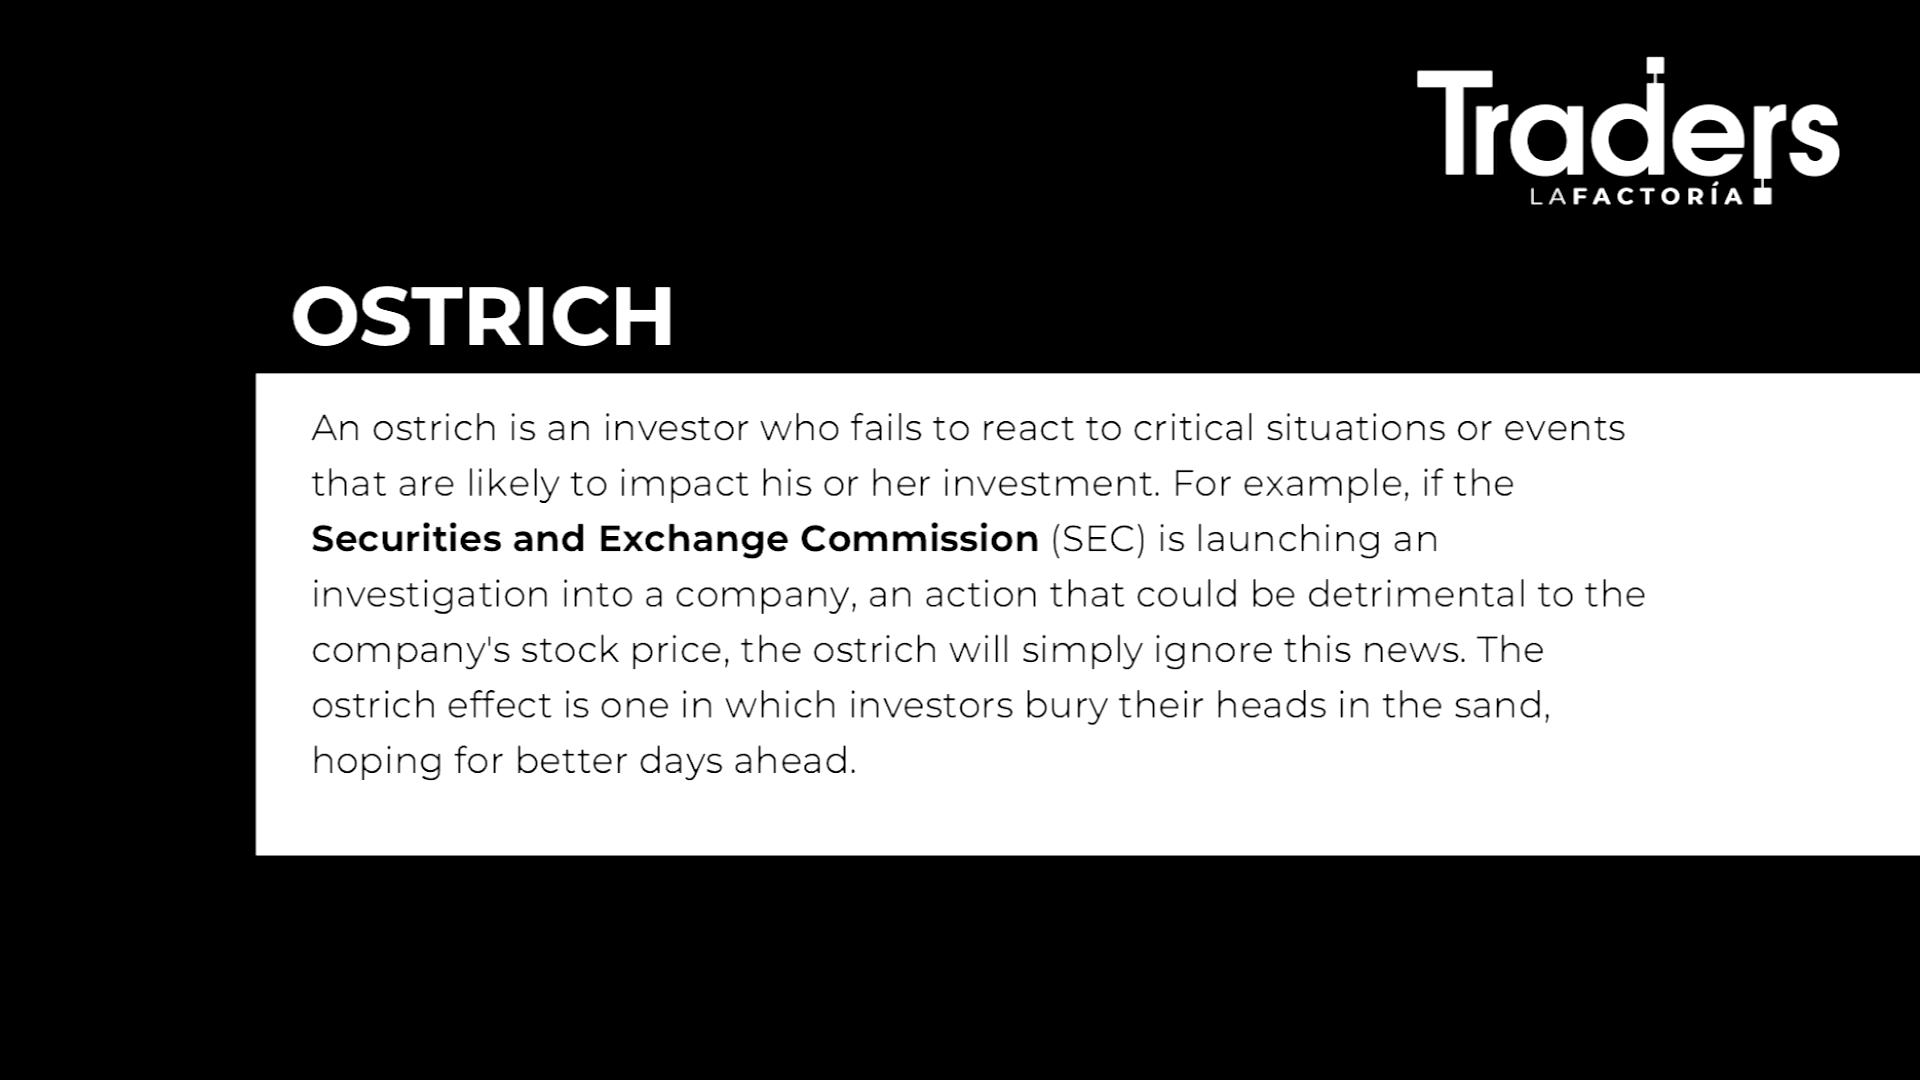 Traders
LAFACTORÍA
OSTRICH
An ostrich is an investor who fails to react to critical situations or events
that are likely to impact his or her investment. For example, if the
Securities and Exchange Commission (SEC) is launching an
investigation into a company, an action that could be detrimental to the
company's stock price, the ostrich will simply ignore this news. The
ostrich effect is one in which investors bury their heads in the sand,
hoping for better days ahead.